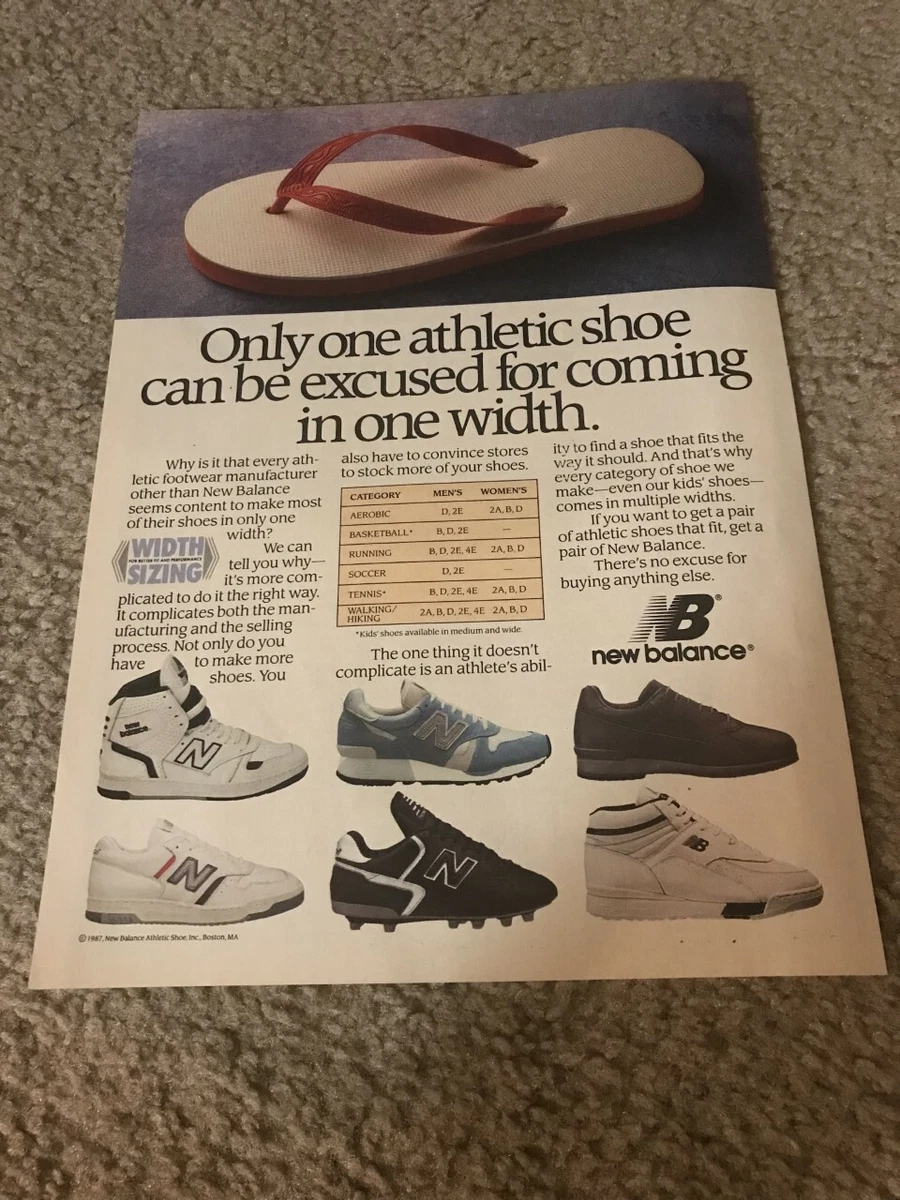 Only one athletic shoe
can be excused for coming
in one width.
Why is it that every ath-
letic footwear manufacturer
other than New Balance
seems content to make most
of their shoes in only one
width?
WIDTH
FOR BETTER FIT AND PERFORMANCE
SIZING
We can
tell you why—
it's more com-
plicated to do it the right way.
It complicates both the man-
ufacturing and the selling
process. Not only do you
have to make more
shoes. You
also have to convince stores
to stock more of your shoes.
CATEGORY MEN'S WOMEN'S
AEROBIC D, 2E 2A, B, D
BASKETBALL* B, D, 2E —
RUNNING B, D, 2E, 4E 2A, B, D
SOCCER D, 2E —
TENNIS* B, D, 2E, 4E 2A, B, D
WALKING/
HIKING 2A, B, D, 2E, 4E 2A, B, D
*Kids' shoes available in medium and wide.
The one thing it doesn't
complicate is an athlete's abil-
ity to find a shoe that fits the
way it should. And that's why
every category of shoe we
make—even our kids' shoes—
comes in multiple widths.
If you want to get a pair
of athletic shoes that fit, get a
pair of New Balance.
There's no excuse for
buying anything else.
NB®
new balance®
new
balance
N
N
N
N
NB
© 1987, New Balance Athletic Shoe, Inc., Boston, MA